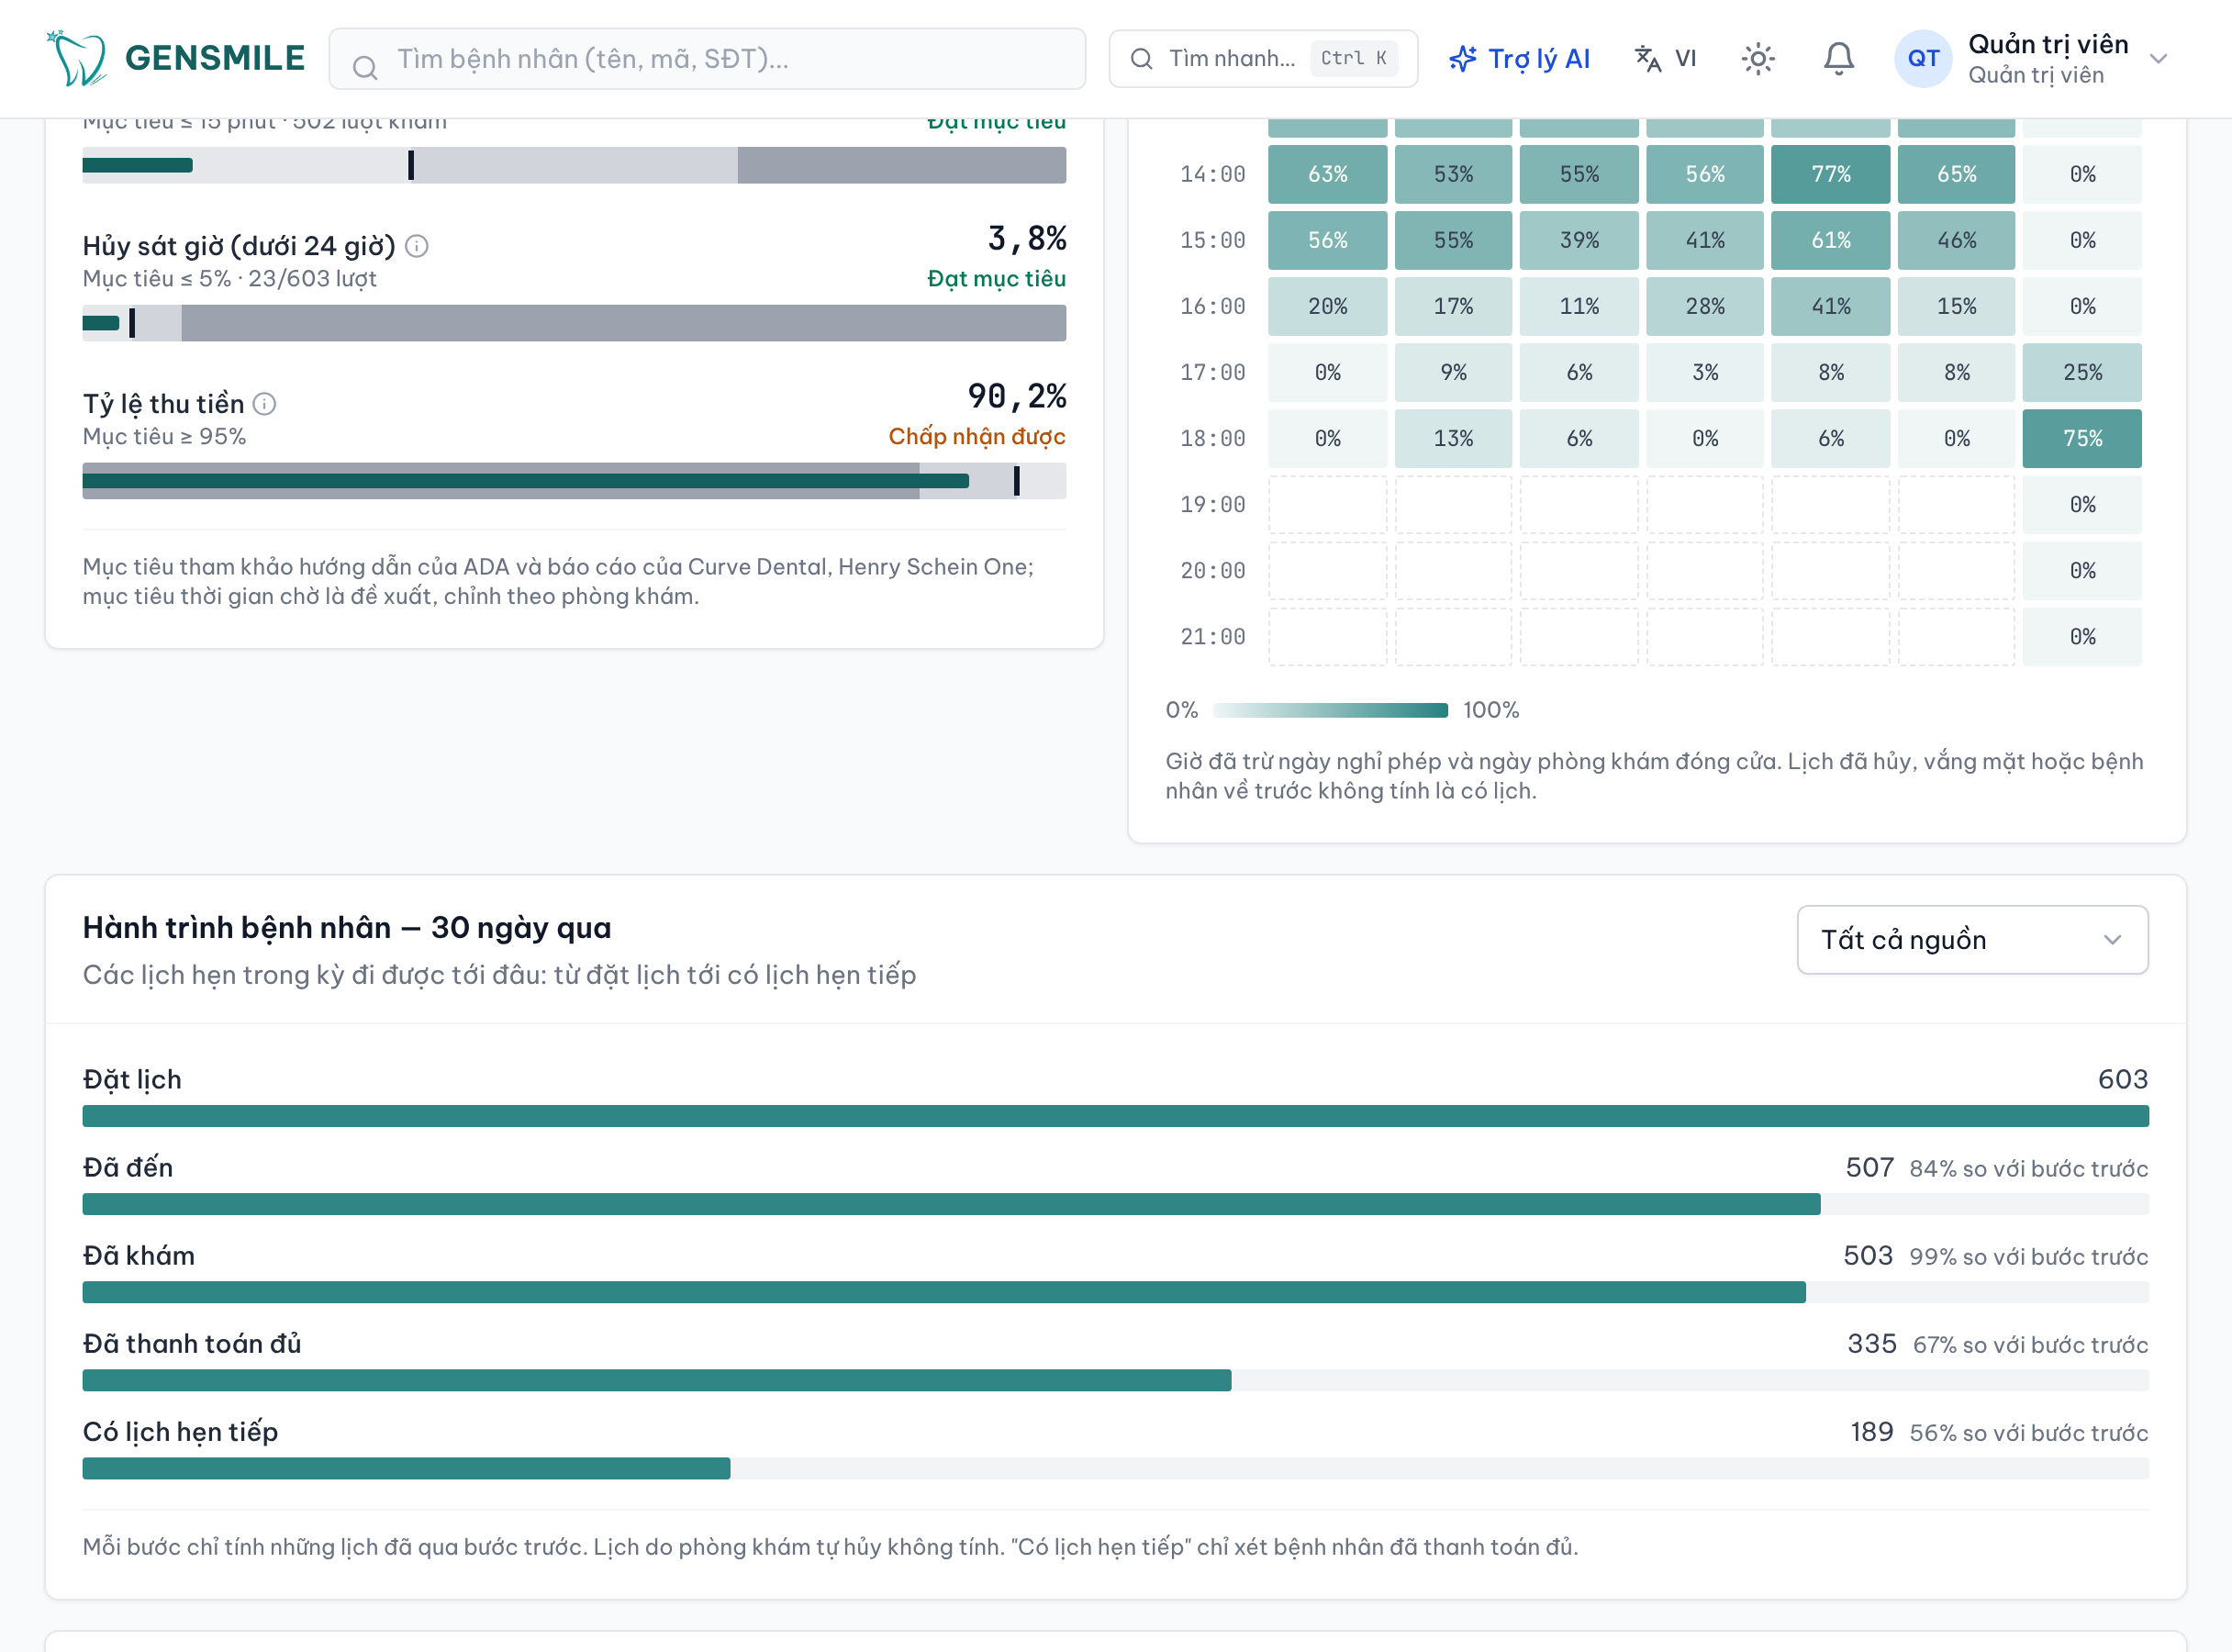 GENSMILE
Tìm bệnh nhân (tên, mã, SĐT)...
Tìm nhanh... Ctrl K
Trợ lý AI
VI
QT
Quản trị viên
Quản trị viên
Mục tiêu ≤ 15 phút · 502 lượt khám
Đạt mục tiêu
Hủy sát giờ (dưới 24 giờ)
3,8%
Mục tiêu ≤ 5% · 23/603 lượt
Đạt mục tiêu
Tỷ lệ thu tiền
90,2%
Mục tiêu ≥ 95%
Chấp nhận được
Mục tiêu tham khảo hướng dẫn của ADA và báo cáo của Curve Dental, Henry Schein One;
mục tiêu thời gian chờ là đề xuất, chỉnh theo phòng khám.
14:00 63% 53% 55% 56% 77% 65% 0%
15:00 56% 55% 39% 41% 61% 46% 0%
16:00 20% 17% 11% 28% 41% 15% 0%
17:00 0% 9% 6% 3% 8% 8% 25%
18:00 0% 13% 6% 0% 6% 0% 75%
19:00 0%
20:00 0%
21:00 0%
0% 100%
Giờ đã trừ ngày nghỉ phép và ngày phòng khám đóng cửa. Lịch đã hủy, vắng mặt hoặc bệnh
nhân về trước không tính là có lịch.
Hành trình bệnh nhân — 30 ngày qua
Các lịch hẹn trong kỳ đi được tới đâu: từ đặt lịch tới có lịch hẹn tiếp
Tất cả nguồn
Đặt lịch 603
Đã đến 507 84% so với bước trước
Đã khám 503 99% so với bước trước
Đã thanh toán đủ 335 67% so với bước trước
Có lịch hẹn tiếp 189 56% so với bước trước
Mỗi bước chỉ tính những lịch đã qua bước trước. Lịch do phòng khám tự hủy không tính. "Có lịch hẹn tiếp" chỉ xét bệnh nhân đã thanh toán đủ.